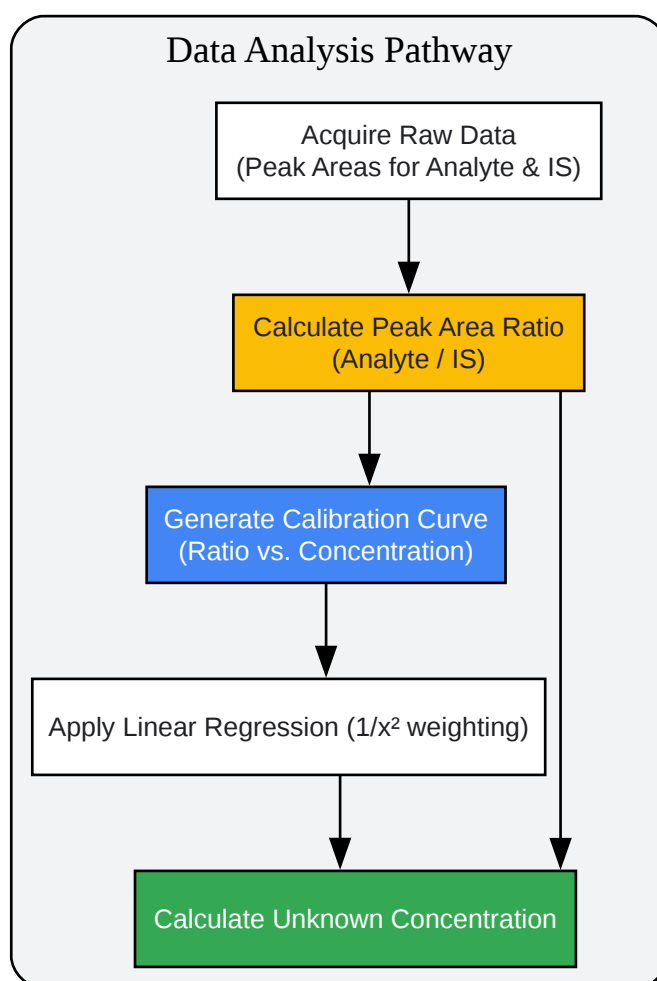 Data Analysis Pathway
Acquire Raw Data
(Peak Areas for Analyte & IS)
Calculate Peak Area Ratio
(Analyte / IS)
Generate Calibration Curve
(Ratio vs. Concentration)
Apply Linear Regression (1/x² weighting)
Calculate Unknown Concentration